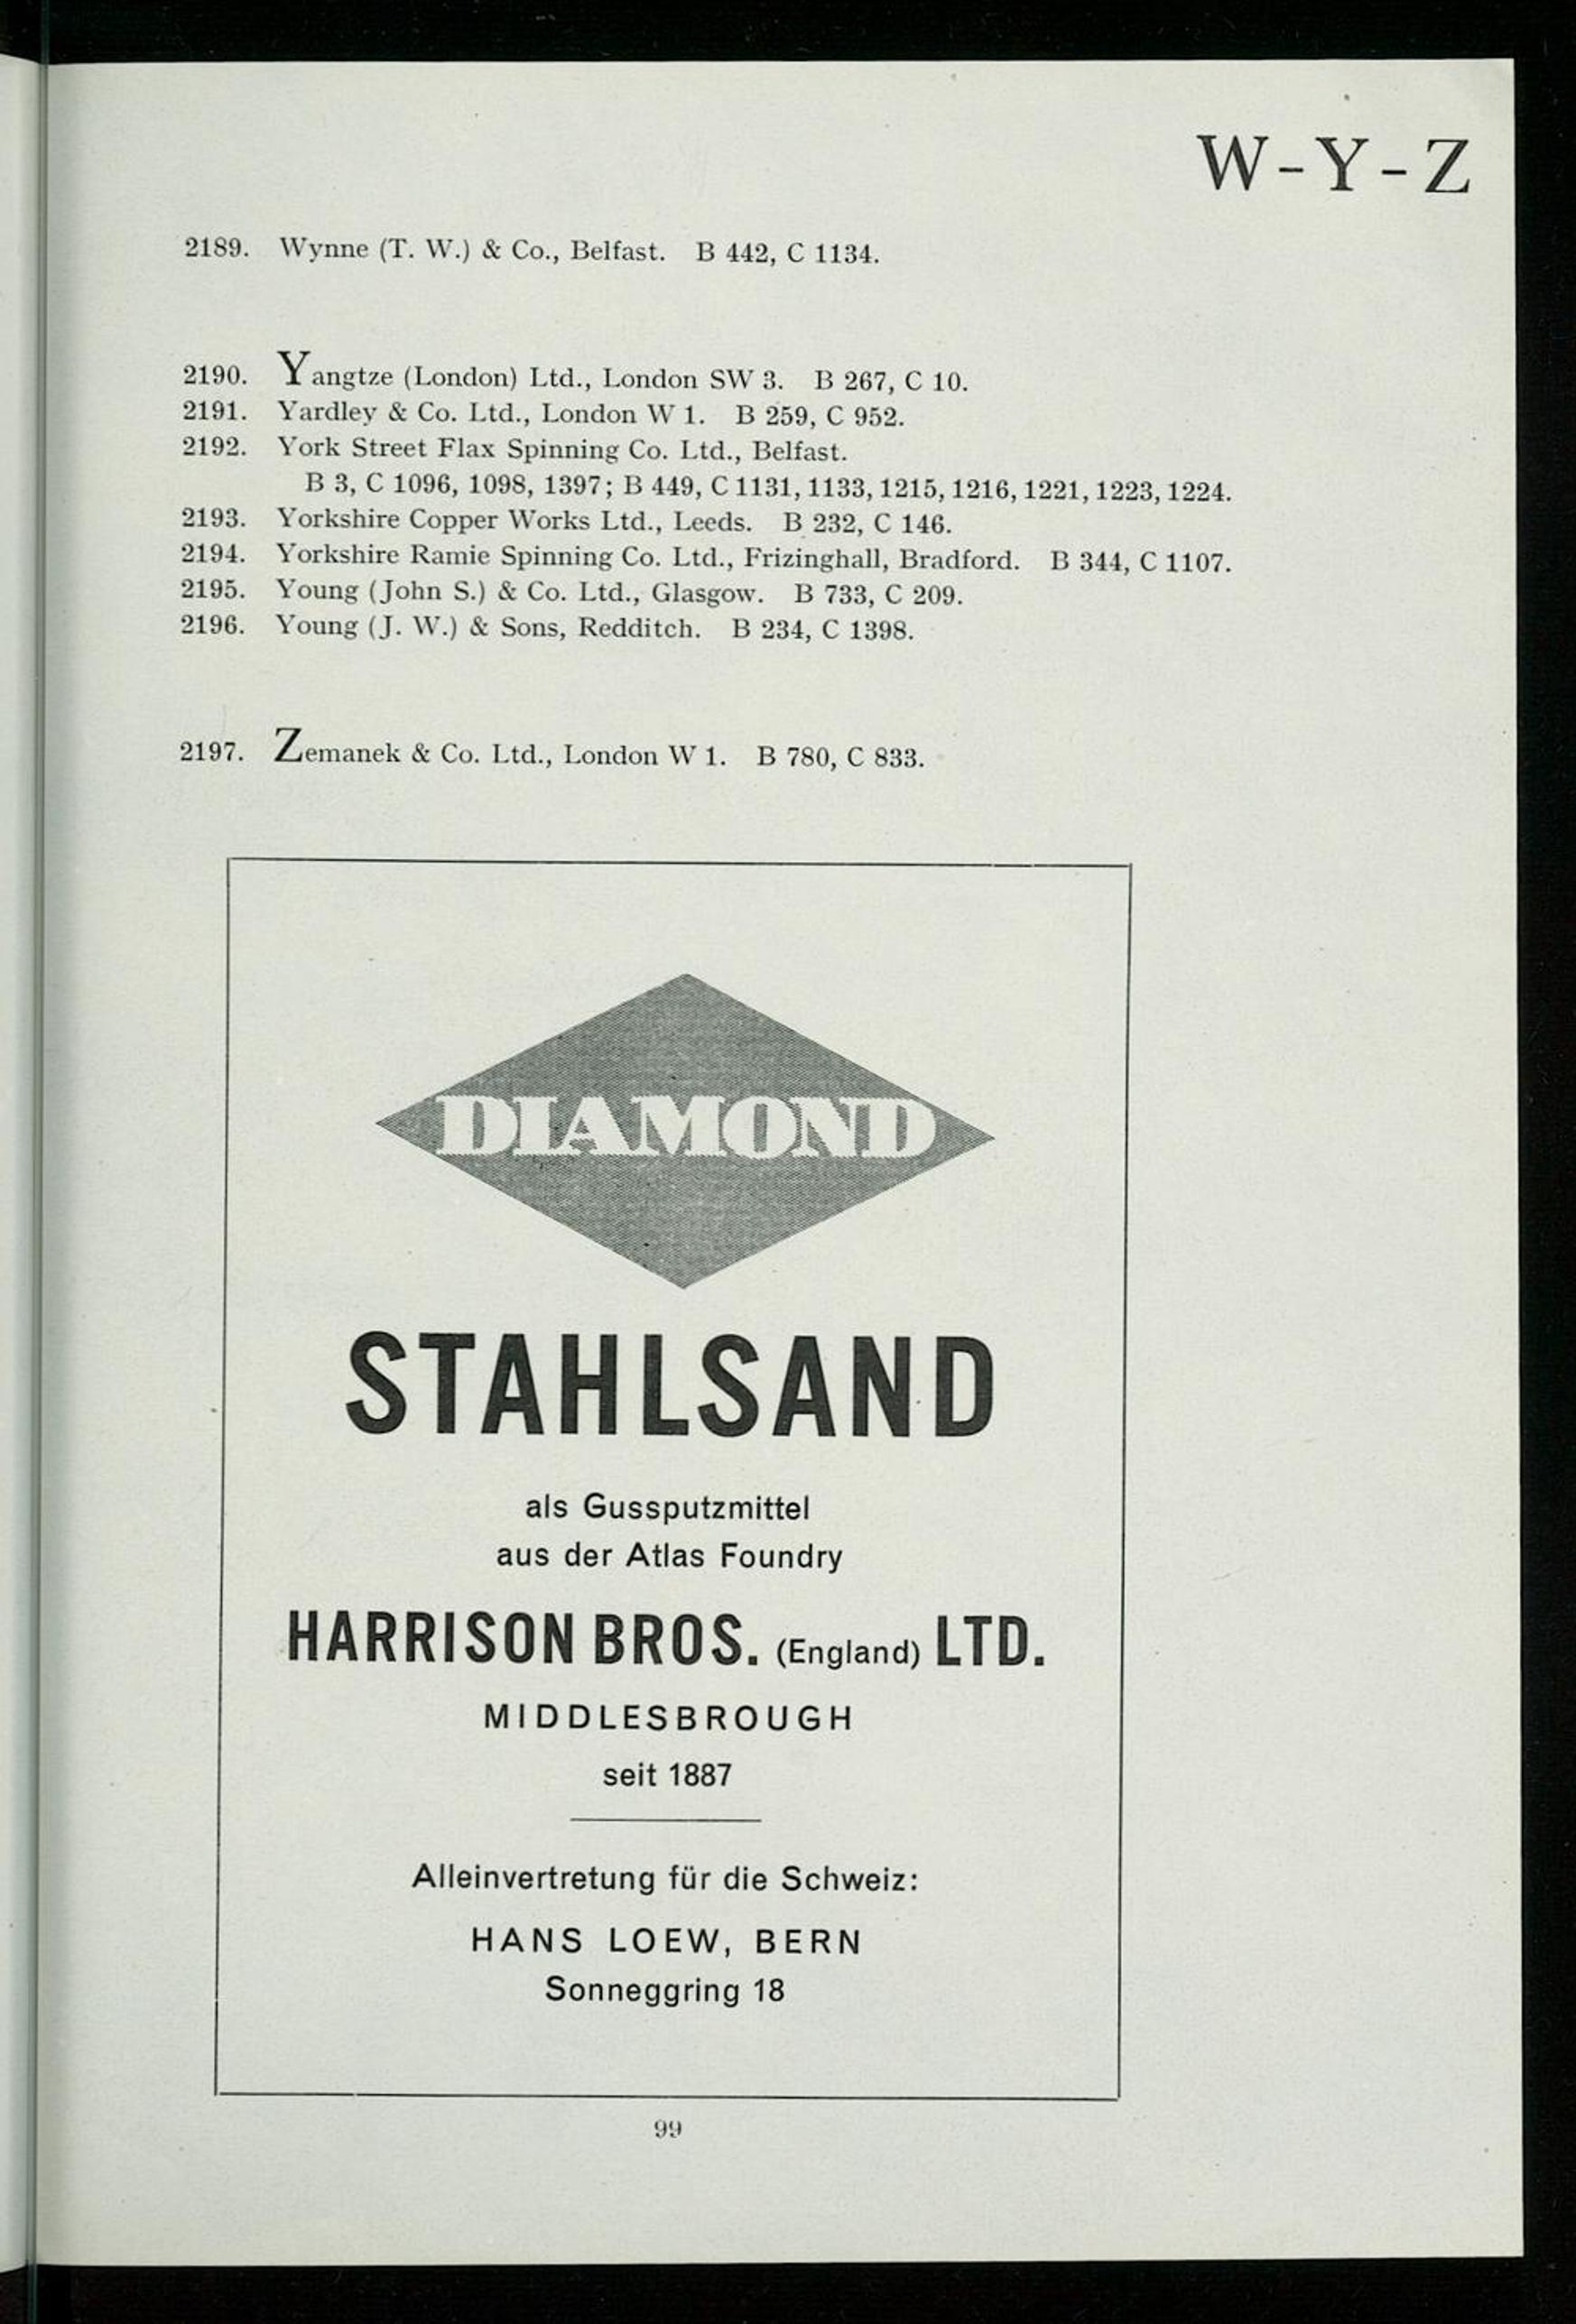 W-Y-Z
2189. Wynne (T. W.) & Co., Belfast. B 442, C 1134.
2190. Yangtze (London) Ltd., London SW 3. B 267, C 10.
2191. Yardley & Co. Ltd., London W 1. B 259, C 952.
2192. York Street Flax Spinning Co. Ltd., Belfast.
B 3, C 1096, 1098, 1397; B 449, C 1131, 1133, 1215, 1216, 1221, 1223, 1224.
2193. Yorkshire Copper Works Ltd., Leeds. B 232, C 146.
2194. Yorkshire Ramie Spinning Co. Ltd., Frizinghall, Bradford. B 344, C 1107.
2195. Young (John S.) & Co. Ltd., Glasgow. B 733, C 209.
2196. Young (J. W.) & Sons, Redditch. B 234, C 1398.
2197. Zemanek & Co. Ltd., London W 1. B 780, C 833.
DIAMOND
STAHLSAND
als Gussputzmittel
aus der Atlas Foundry
HARRISON BROS. (England) LTD.
MIDDLESBROUGH
seit 1887
Alleinvertretung für die Schweiz:
HANS LOEW, BERN
Sonneggring 18
99